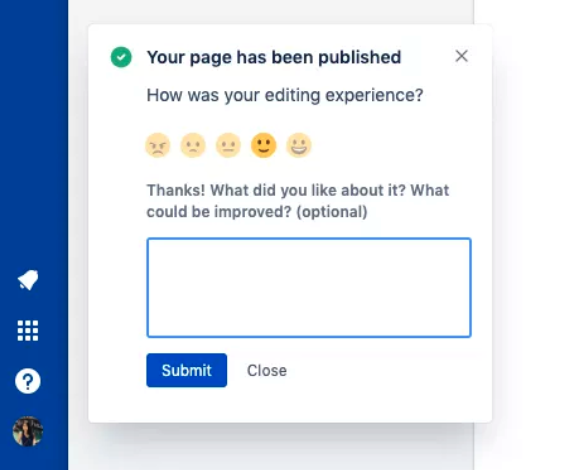 Your page has been published
How was your editing experience?
Thanks! What did you like about it? What
could be improved? (optional)
Submit
Close